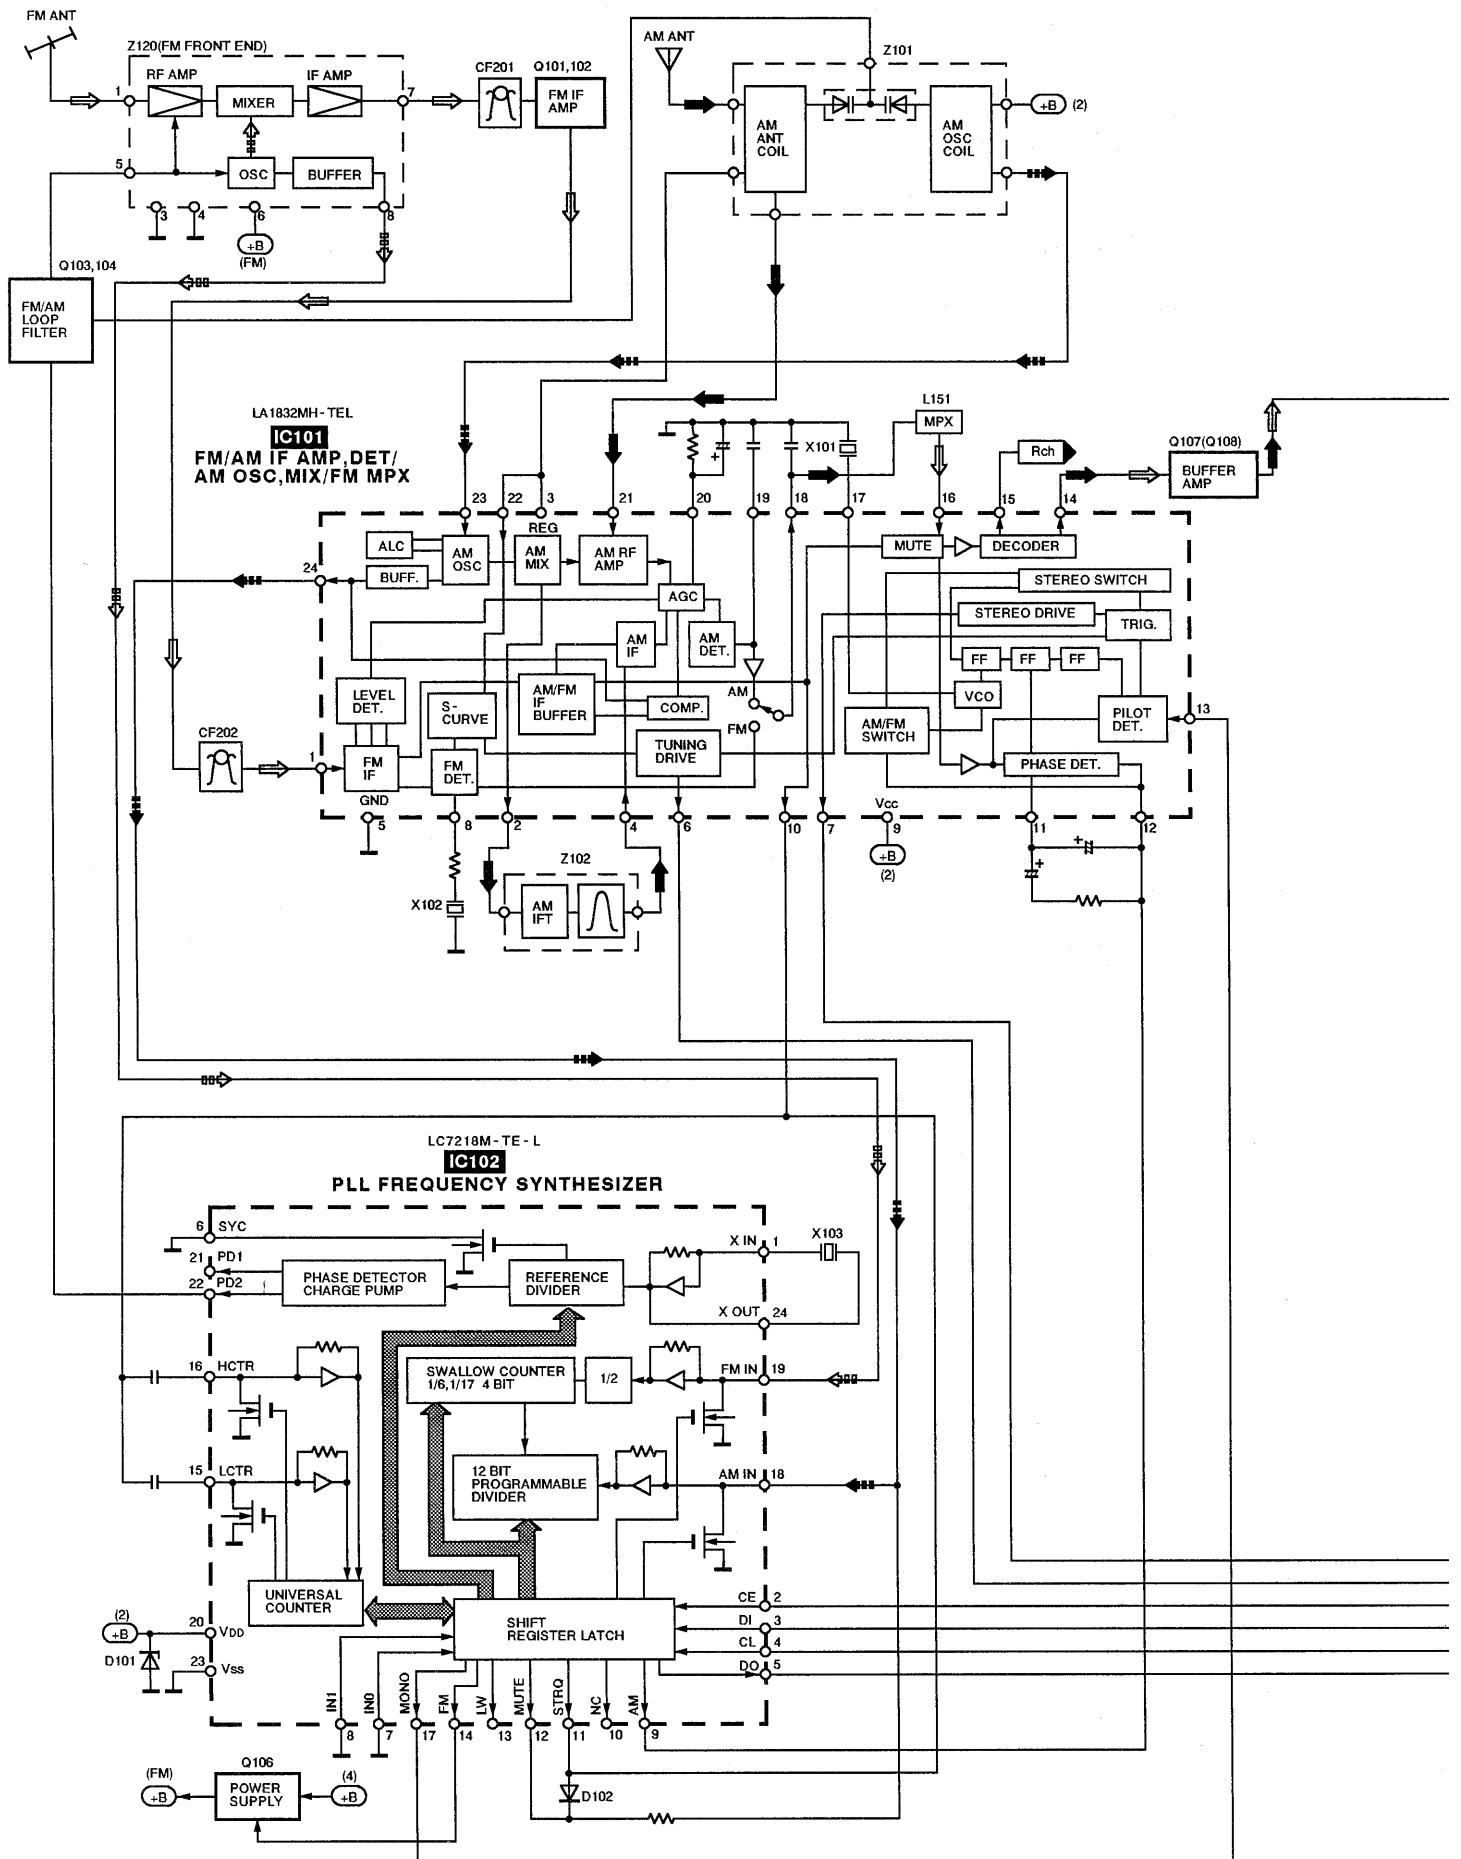 FM ANT
Z120(FM FRONT END)
RF AMP
IF AMP
1
MIXER
7
CF201
Q101,102
FM IF
AMP
5
OSC
BUFFER
3
4
6
8
+B
(FM)
AM ANT
Z101
AM
ANT
COIL
AM
OSC
COIL
+B
(2)
Q103,104
FM/AM
LOOP
FILTER
LA1832MH-TEL
IC101
FM/AM IF AMP,DET/
AM OSC,MIX/FM MPX
X101
L151
MPX
Rch
Q107(Q108)
BUFFER
AMP
23
22
3
21
20
19
18
17
16
15
14
REG
ALC
AM
OSC
AM
MIX
AM RF
AMP
MUTE
DECODER
24
BUFF.
AGC
STEREO SWITCH
STEREO DRIVE
TRIG.
AM
IF
AM
DET.
FF
FF
FF
LEVEL
DET.
S-
CURVE
AM/FM
IF
BUFFER
COMP.
AM
FM
VCO
AM/FM
SWITCH
PILOT
DET.
13
CF202
1
FM
IF
FM
DET.
TUNING
DRIVE
PHASE DET.
GND
5
8
2
4
6
10
7
Vcc
9
11
12
+B
(2)
+
+
+
X102
Z102
AM
IFT
LC7218M-TE-L
IC102
PLL FREQUENCY SYNTHESIZER
6
SYC
21
PD1
22
PD2
PHASE DETECTOR
CHARGE PUMP
REFERENCE
DIVIDER
X IN
1
X103
X OUT
24
16
HCTR
SWALLOW COUNTER
1/6,1/17 4 BIT
1/2
FM IN
19
15
LCTR
12 BIT
PROGRAMMABLE
DIVIDER
AM IN
18
UNIVERSAL
COUNTER
SHIFT
REGISTER LATCH
CE
2
DI
3
CL
4
DO
5
(2)
+B
20
VDD
D101
23
VSS
IN1
IN0
MONO
FM
LW
MUTE
STRQ
NC
AM
8
7
17
14
13
12
11
10
9
(FM)
+B
Q106
POWER
SUPPLY
(4)
+B
D102